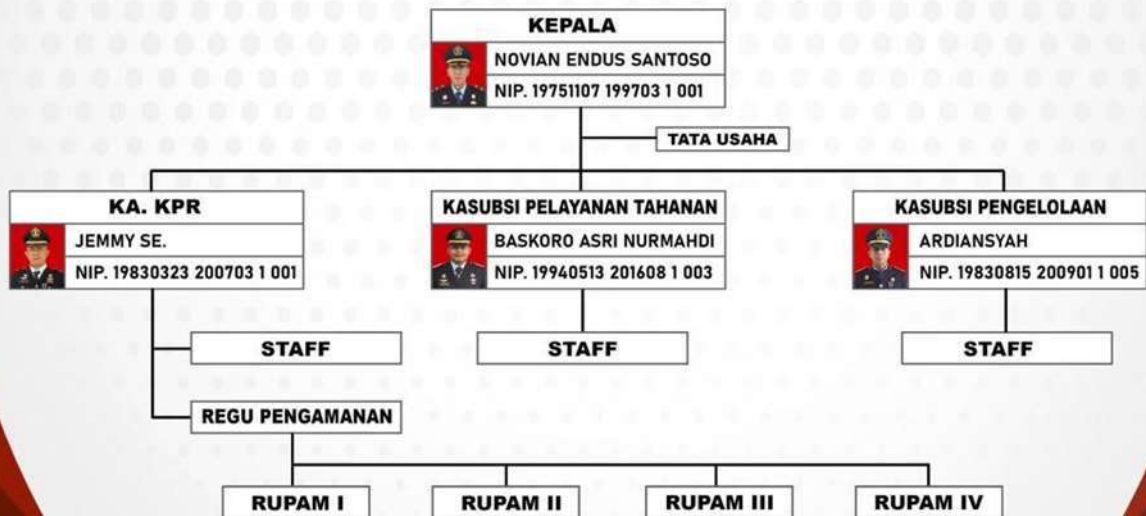 KEPALA
NOVIAN ENDUS SANTOSO
NIP. 19751107 199703 1 001
TATA USAHA
KA. KPR
JEMMY SE.
NIP. 19830323 200703 1 001
KASUBSI PELAYANAN TAHANAN
BASKORO ASRI NURMAHDI
NIP. 19940513 201608 1 003
KASUBSI PENGELOLAAN
ARDIANSYAH
NIP. 19830815 200901 1 005
STAFF
STAFF
STAFF
REGU PENGAMANAN
RUPAM I
RUPAM II
RUPAM III
RUPAM IV